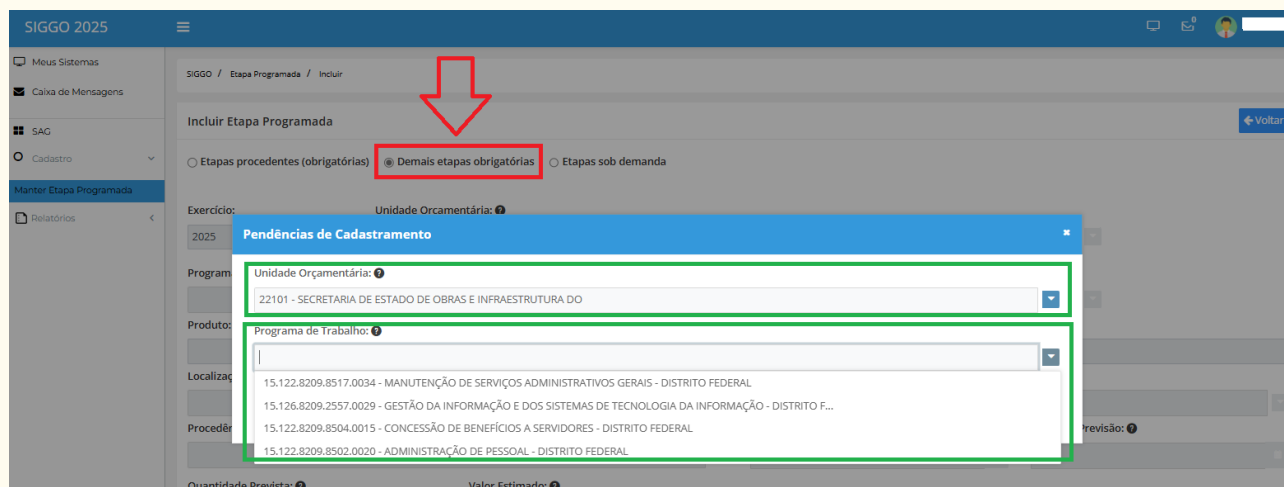 SIGGO 2025
0
Meus Sistemas
Caixa de Mensagens
SAG
Cadastro
Manter Etapa Programada
Relatórios
SIGGO / Etapa Programada / Incluir
Incluir Etapa Programada
Voltar
Etapas procedentes (obrigatórias) Demais etapas obrigatórias Etapas sob demanda
Exercício: Unidade Orçamentária:
2025
Pendências de Cadastramento
Program
Unidade Orçamentária:
22101 - SECRETARIA DE ESTADO DE OBRAS E INFRAESTRUTURA DO
Produto:
Programa de Trabalho:
Localizaç
15.122.8209.8517.0034 - MANUTENÇÃO DE SERVIÇOS ADMINISTRATIVOS GERAIS - DISTRITO FEDERAL
15.126.8209.2557.0029 - GESTÃO DA INFORMAÇÃO E DOS SISTEMAS DE TECNOLOGIA DA INFORMAÇÃO - DISTRITO F...
Procedên
15.122.8209.8504.0015 - CONCESSÃO DE BENEFÍCIOS A SERVIDORES - DISTRITO FEDERAL
Previsão:
15.122.8209.8502.0020 - ADMINISTRAÇÃO DE PESSOAL - DISTRITO FEDERAL
Quantidade Prevista: Valor Estimado: